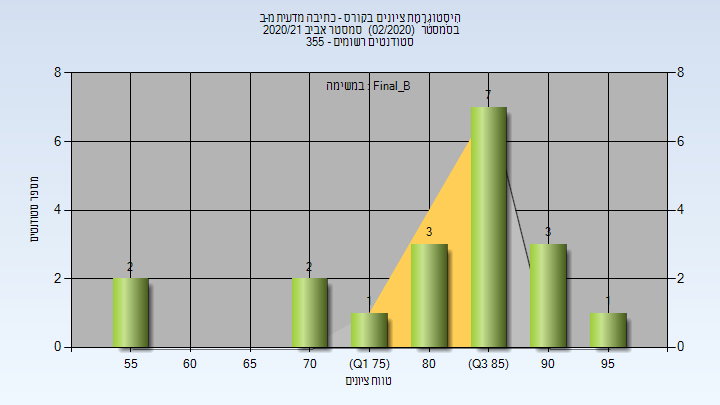 היסטוגרמת ציונים בקורס - כתיבה מדעית מ-ב
בסמסטר (02/2020) סמסטר אביב 2020/21
סטודנטים רשומים - 355
במשימה : Final_B
8 8
7
6 6
מספר סטודנטים
4 4
3 3
2 2 2 2
1 1
0 0
55 60 65 70 (Q1 75) 80 (Q3 85) 90 95
טווח ציונים